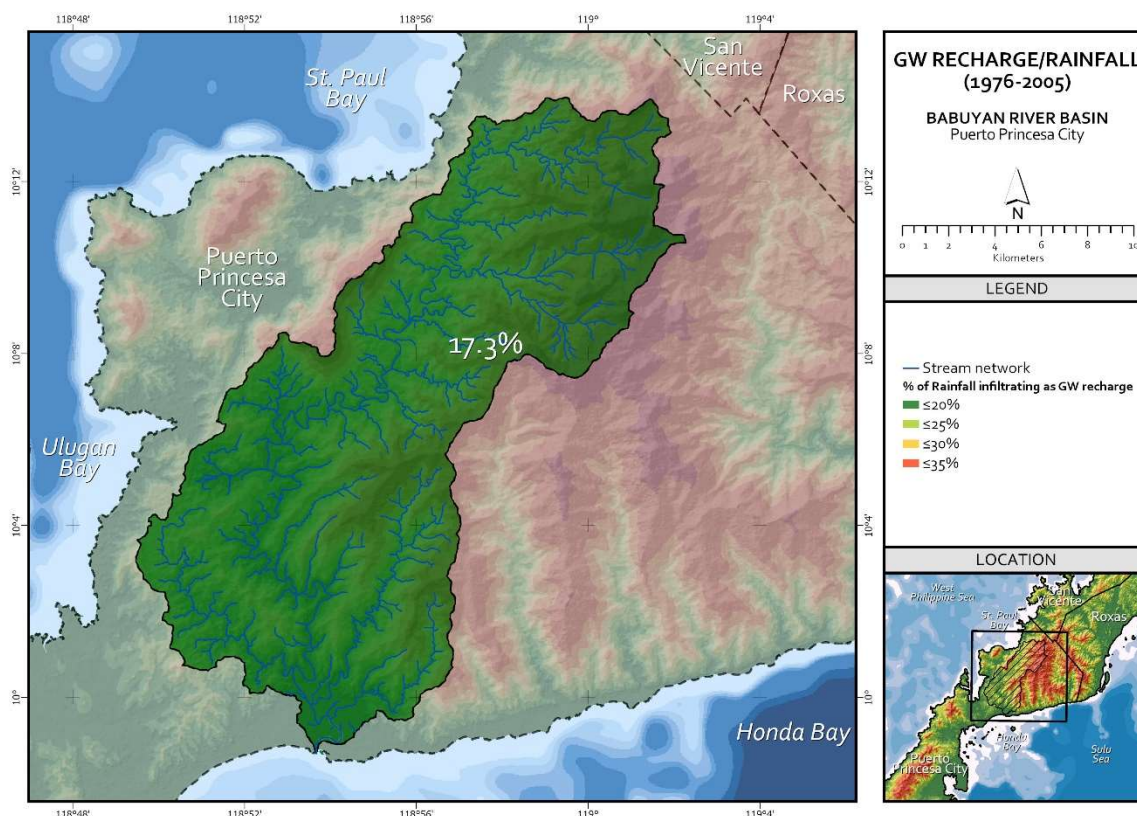 118°48'
118°52'
118°56'
119°
119°4'
San
Vicente
Roxas
St. Paul
Bay
10°12'
10°12'
Puerto
Princesa
City
17.3%
10°8'
10°8'
Ulugan
Bay
10°4'
10°4'
10°
10°
Honda Bay
118°48'
118°52'
118°56'
119°
119°4'
GW RECHARGE/RAINFALL
(1976-2005)
BABUYAN RIVER BASIN
Puerto Princesa City
N
0 1 2 4 6 8 10
Kilometers
LEGEND
Stream network
% of Rainfall infiltrating as GW recharge
≤20%
≤25%
≤30%
≤35%
LOCATION
West
Philippine Sea
San
Vicente
St. Paul
Bay
Roxas
Honda
Bay
Sulu
Sea
Puerto
Princesa City